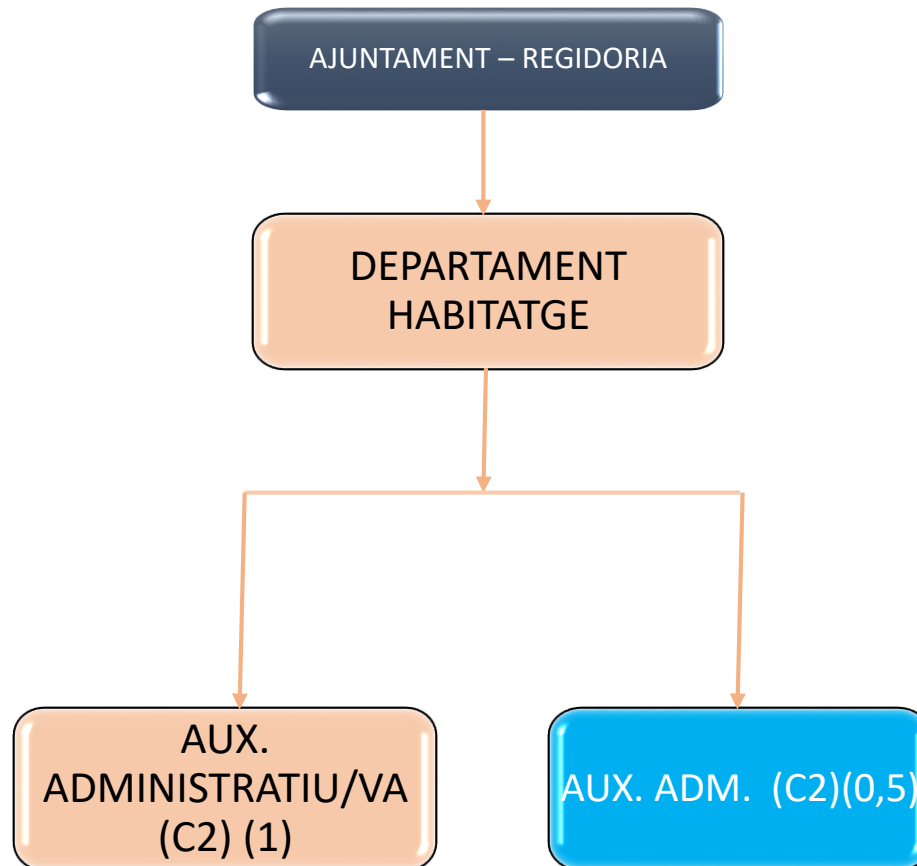 AJUNTAMENT – REGIDORIA
DEPARTAMENT
HABITATGE
AUX.
ADMINISTRATIU/VA
(C2) (1)
AUX. ADM. (C2)(0,5)